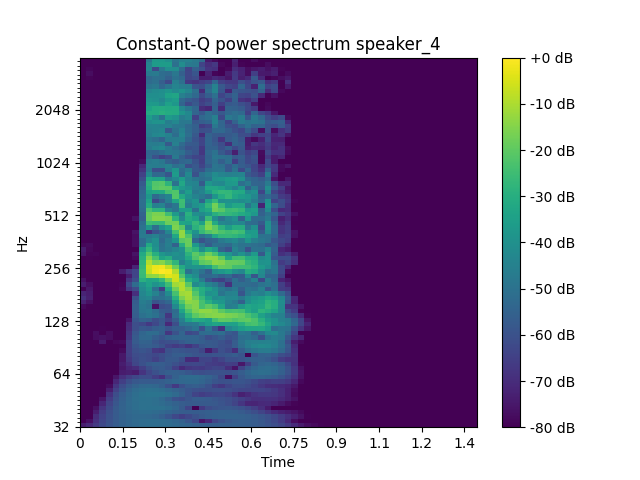 Constant-Q power spectrum speaker_4
Hz
2048
1024
512
256
128
64
32
0 0.15 0.3 0.45 0.6 0.75 0.9 1.1 1.2 1.4
Time
+0 dB
-10 dB
-20 dB
-30 dB
-40 dB
-50 dB
-60 dB
-70 dB
-80 dB